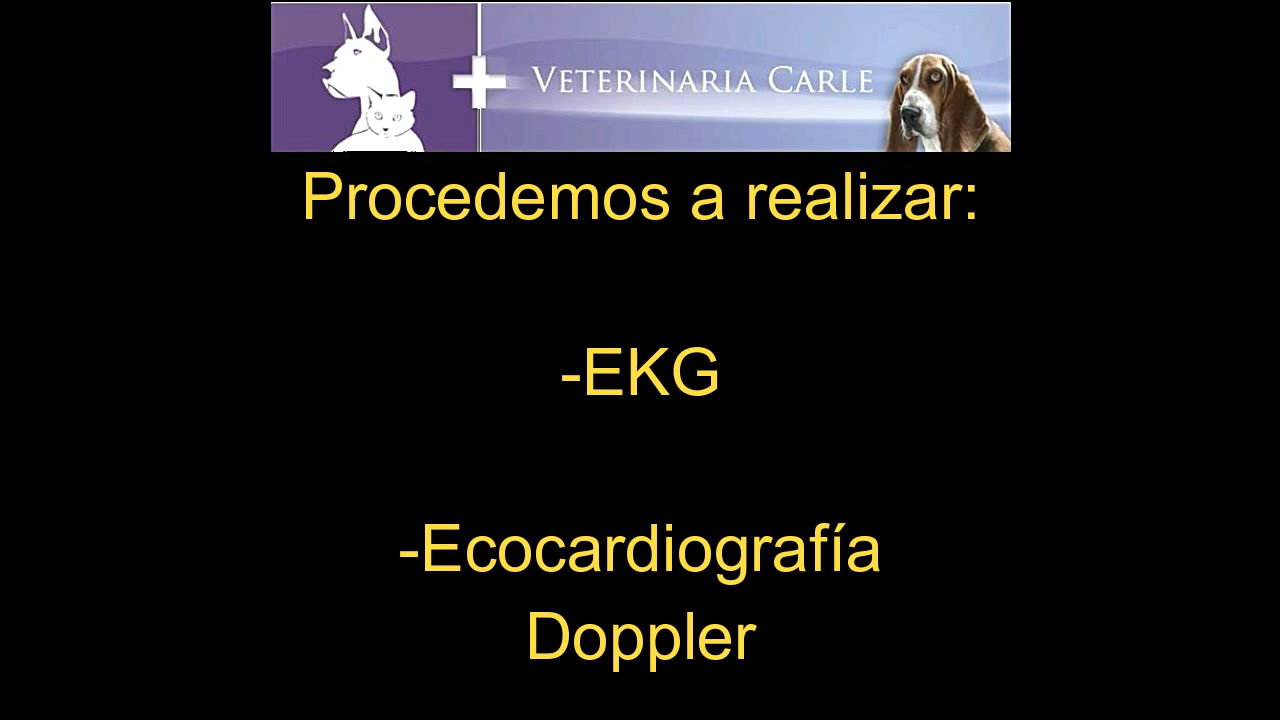 VETERINARIA CARLE
Procedemos a realizar:
-EKG
-Ecocardiografía
Doppler